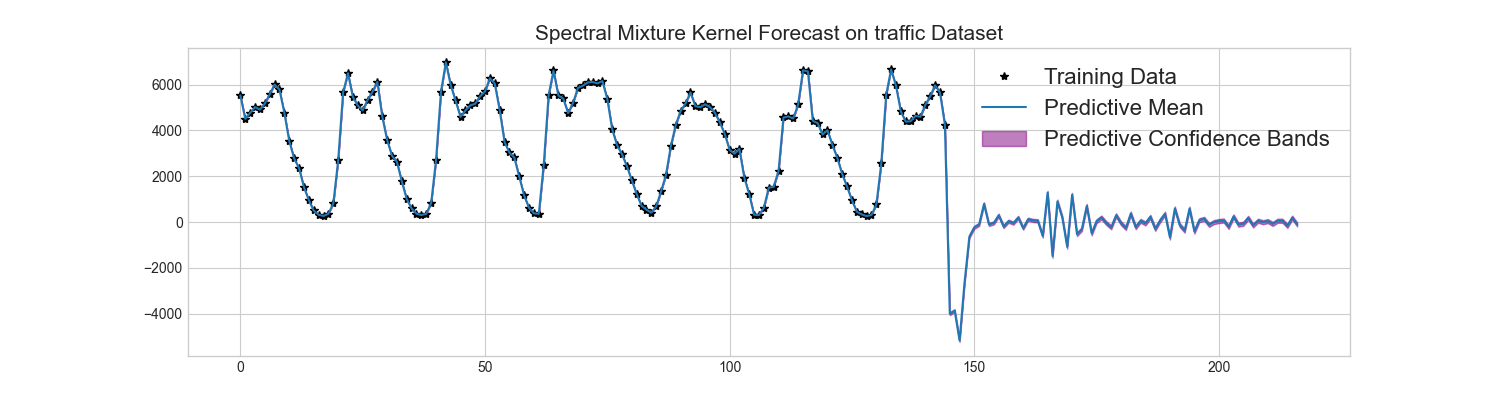 Spectral Mixture Kernel Forecast on traffic Dataset
6000
4000
2000
0
−2000
−4000
Training Data
Predictive Mean
Predictive Confidence Bands
0 50 100 150 200